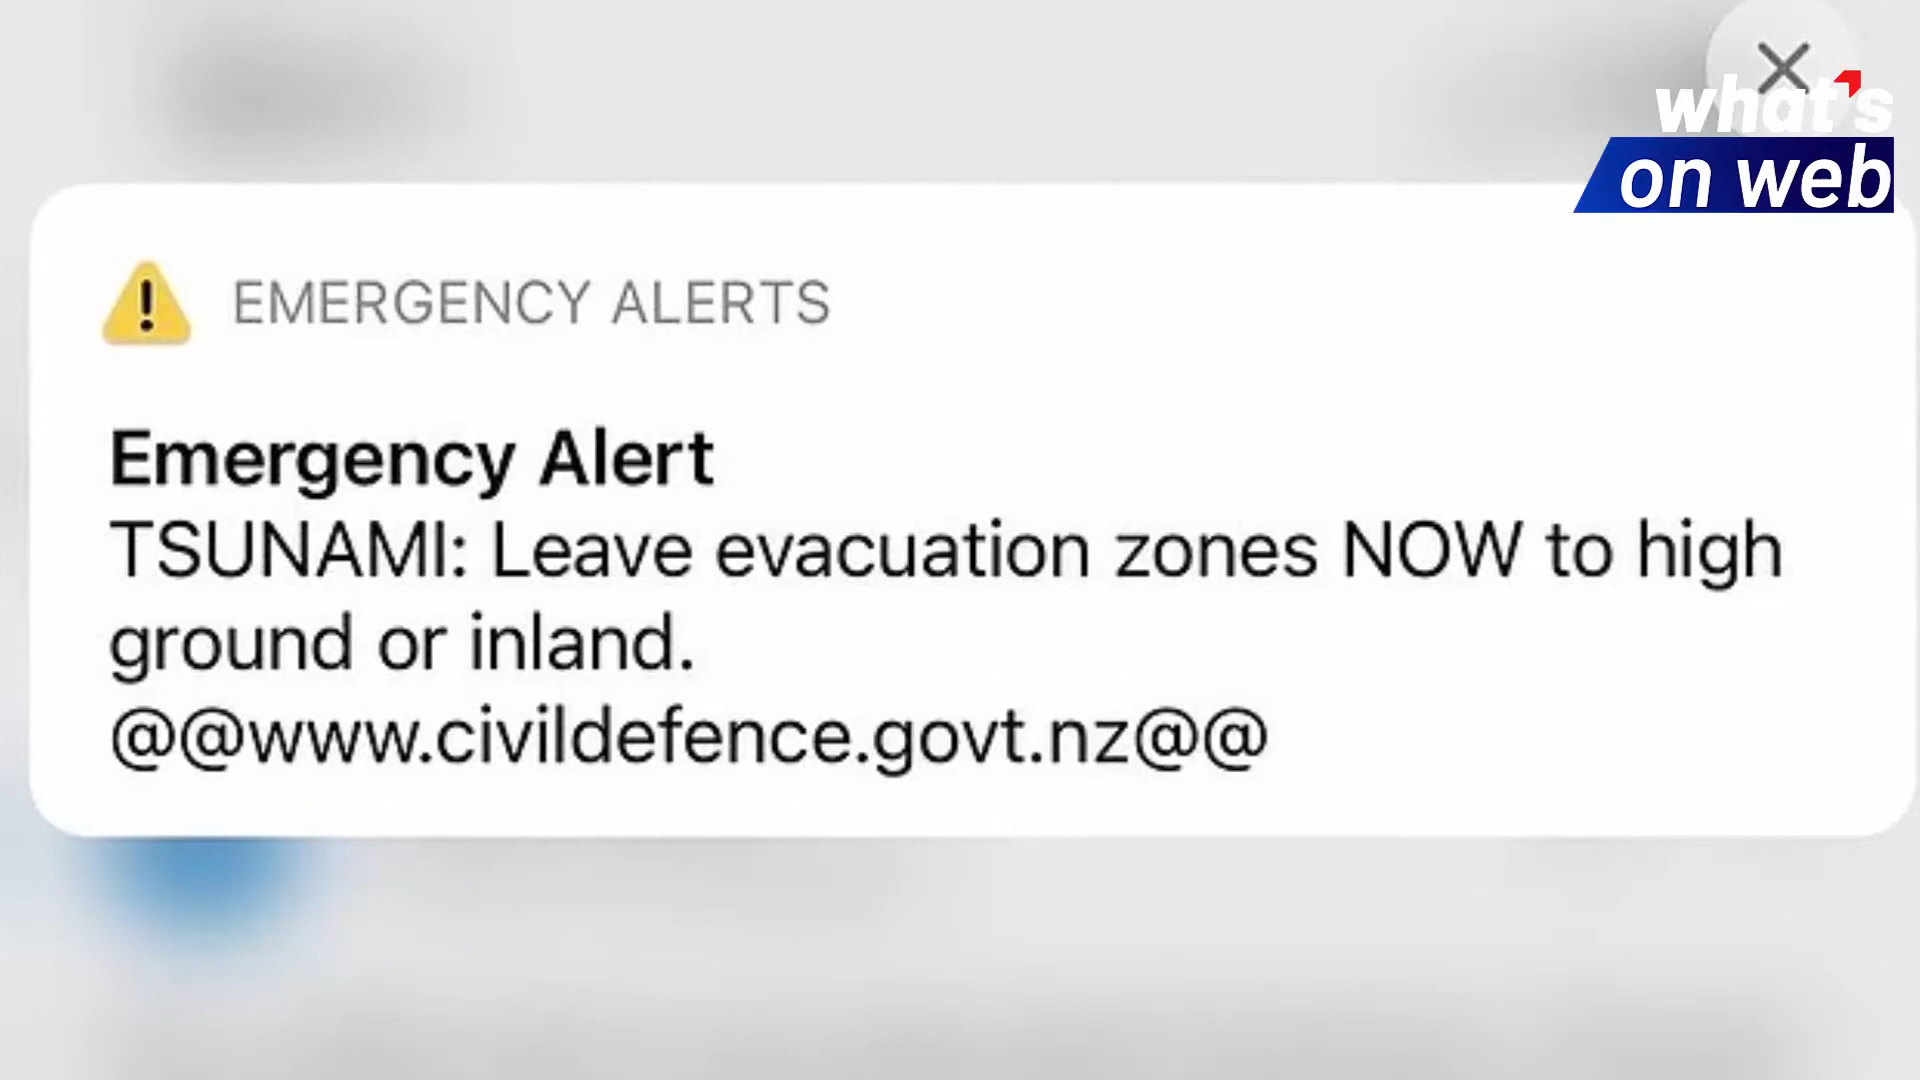 what's
on web
EMERGENCY ALERTS
Emergency Alert
TSUNAMI: Leave evacuation zones NOW to high
ground or inland.
@@www.civildefence.govt.nz@@